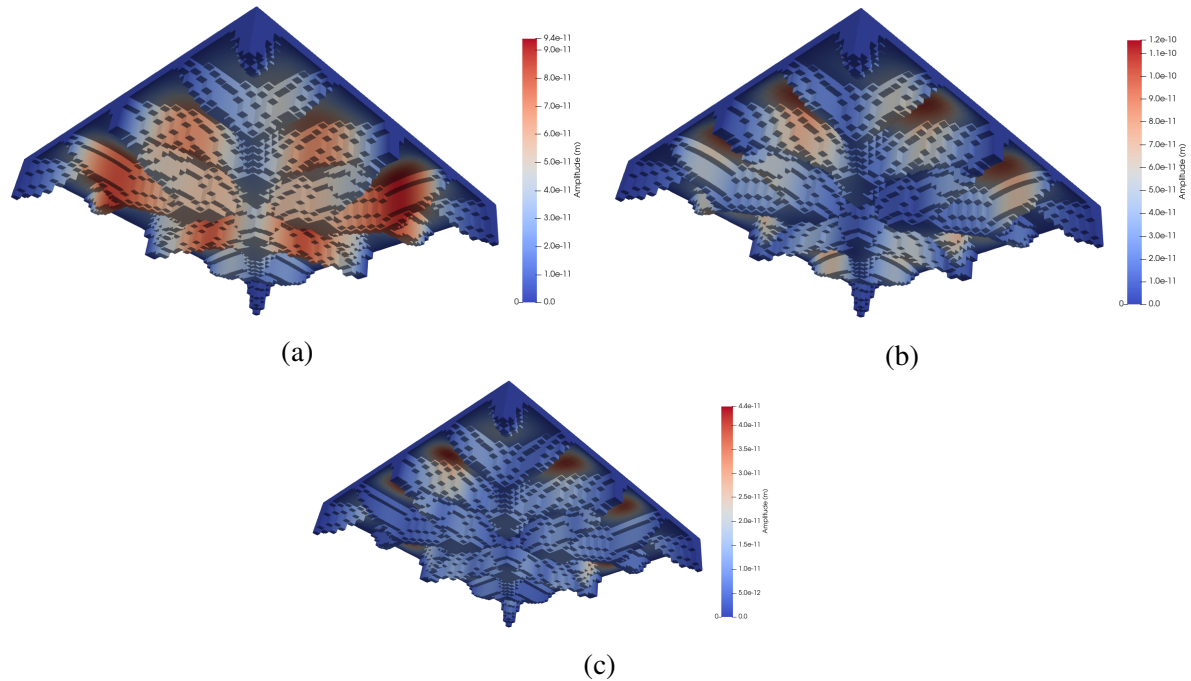 9.4e-11
9.0e-11
8.0e-11
7.0e-11
6.0e-11
5.0e-11
4.0e-11
3.0e-11
2.0e-11
1.0e-11
0 0.0
Amplitude (m)
(a)
1.2e-10
1.1e-10
1.0e-10
9.0e-11
8.0e-11
7.0e-11
6.0e-11
5.0e-11
4.0e-11
3.0e-11
2.0e-11
1.0e-11
0 0.0
Amplitude (m)
(b)
4.4e-11
4.0e-11
3.5e-11
3.0e-11
2.5e-11
2.0e-11
1.5e-11
1.0e-11
5.0e-12
0 0.0
Amplitude (m)
(c)